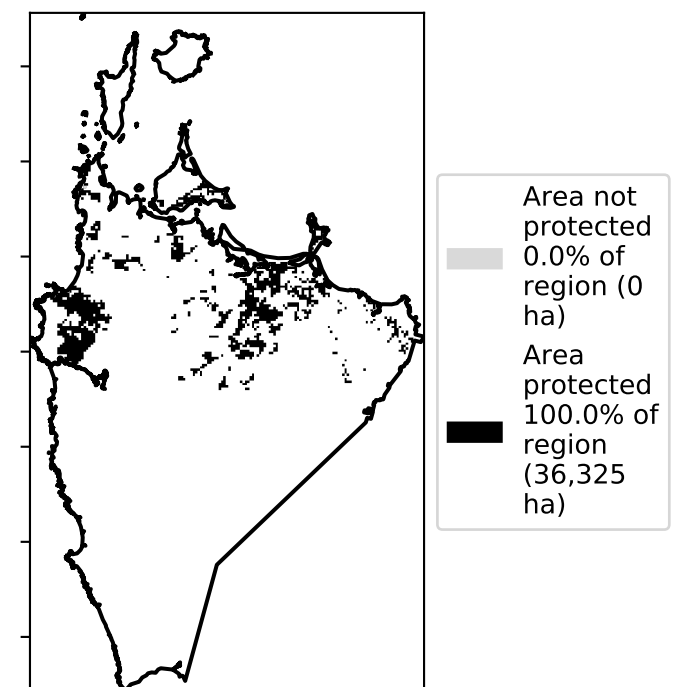 Area not
protected
0.0% of
region (0
ha)
Area
protected
100.0% of
region
(36,325
ha)